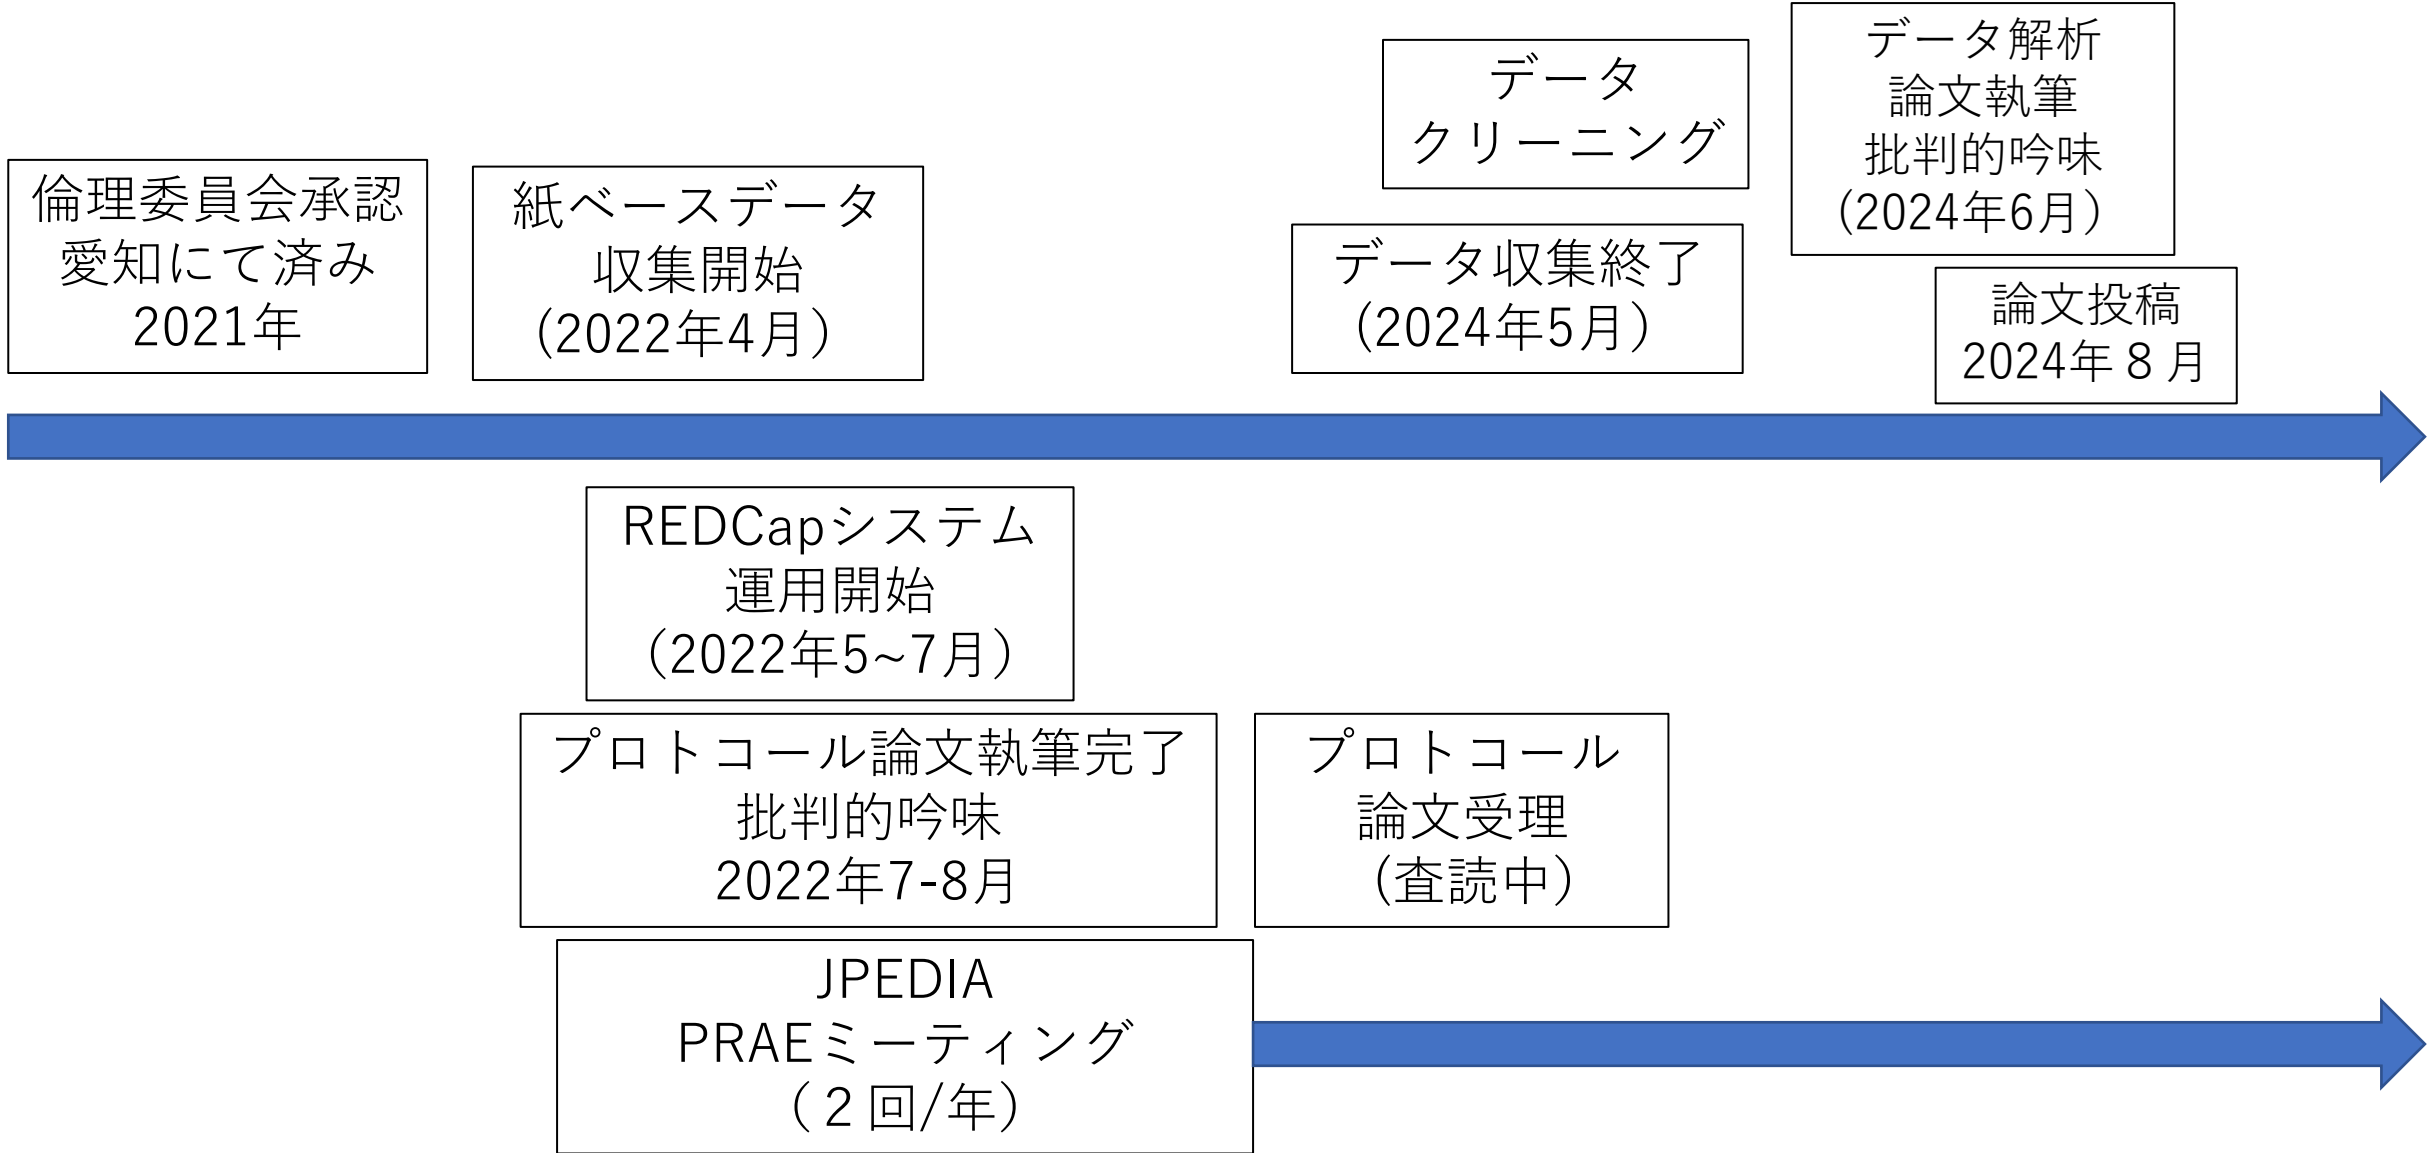 倫理委員会承認
愛知にて済み
2021年
紙ベースデータ
収集開始
(2022年4月)
データ
クリーニング
データ収集終了
(2024年5月)
データ解析
論文執筆
批判的吟味
(2024年6月)
論文投稿
2024年８月
REDCapシステム
運用開始
（2022年5~7月）
プロトコール論文執筆完了
批判的吟味
2022年7-8月
プロトコール
論文受理
(査読中)
JPEDIA
PRAEミーティング
（２回/年）